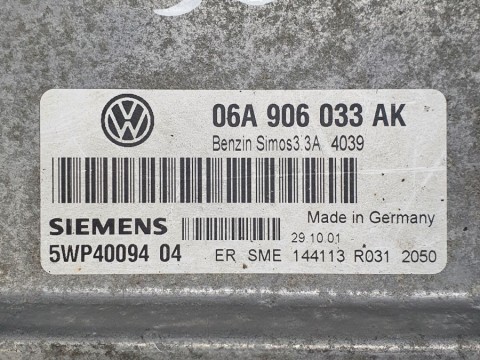 06A 906 033 AK
Benzin Simos3.3A 4039
SIEMENS
Made in Germany
29.10.01
5WP40094 04
ER SME 144113 R031 2050